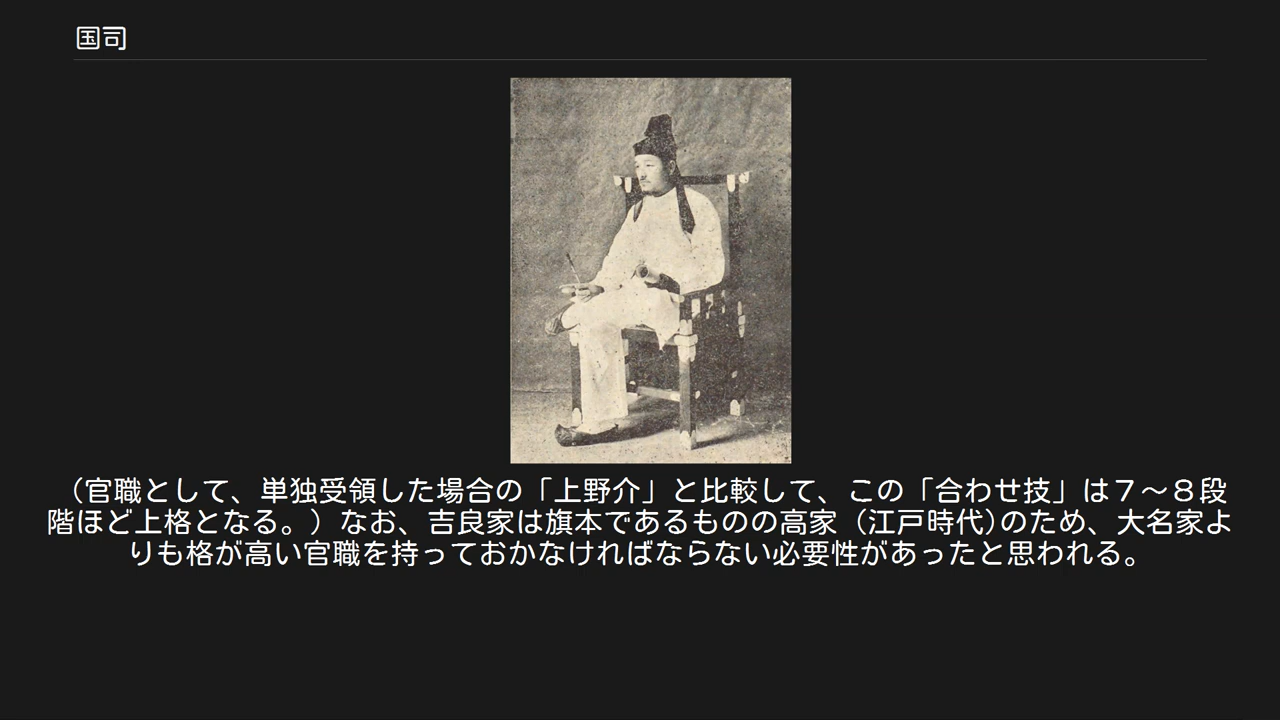 国司
（官職として、単独受領した場合の「上野介」と比較して、この「合わせ技」は７～８段
階ほど上格となる。）なお、吉良家は旗本であるものの高家（江戸時代)のため、大名家よ
りも格が高い官職を持っておかなければならない必要性があったと思われる。